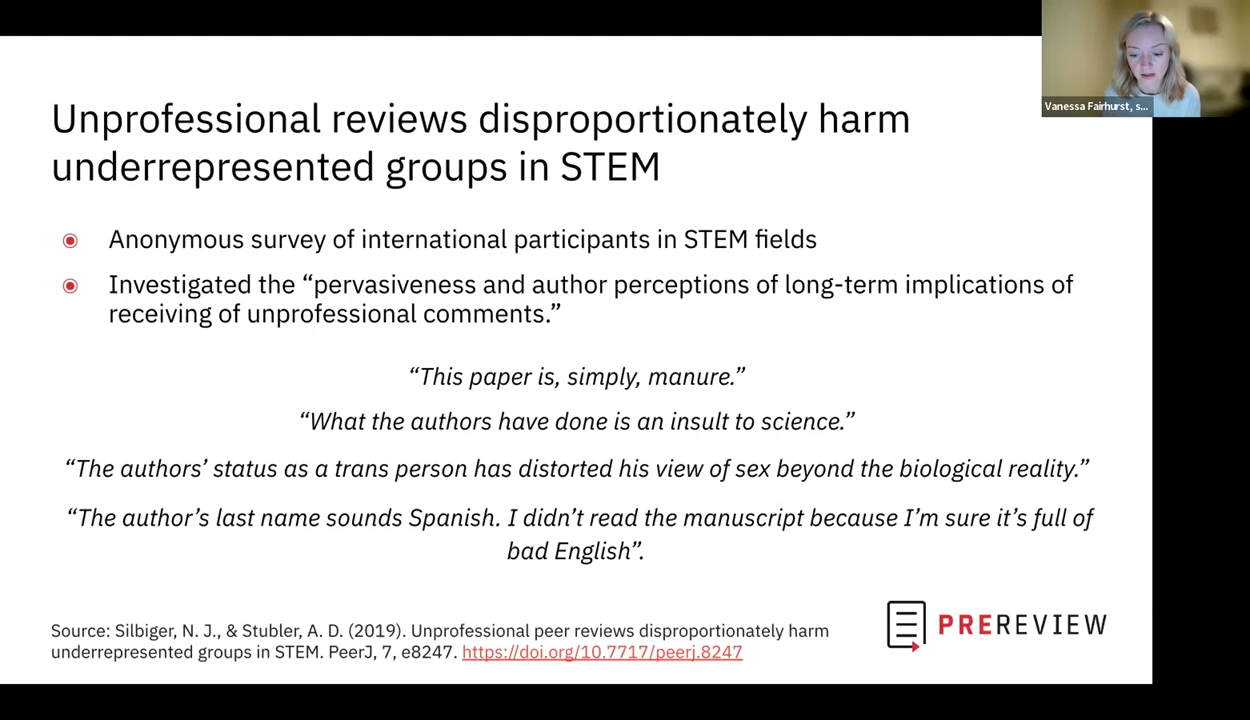 Vanessa Fairhurst, s...
Unprofessional reviews disproportionately harm
underrepresented groups in STEM
Anonymous survey of international participants in STEM fields
Investigated the “pervasiveness and author perceptions of long-term implications of
receiving of unprofessional comments.”
“This paper is, simply, manure.”
“What the authors have done is an insult to science.”
“The authors’ status as a trans person has distorted his view of sex beyond the biological reality.”
“The author’s last name sounds Spanish. I didn’t read the manuscript because I’m sure it’s full of
bad English”.
Source: Silbiger, N. J., & Stubler, A. D. (2019). Unprofessional peer reviews disproportionately harm
underrepresented groups in STEM. PeerJ, 7, e8247. https://doi.org/10.7717/peerj.8247
PREREVIEW